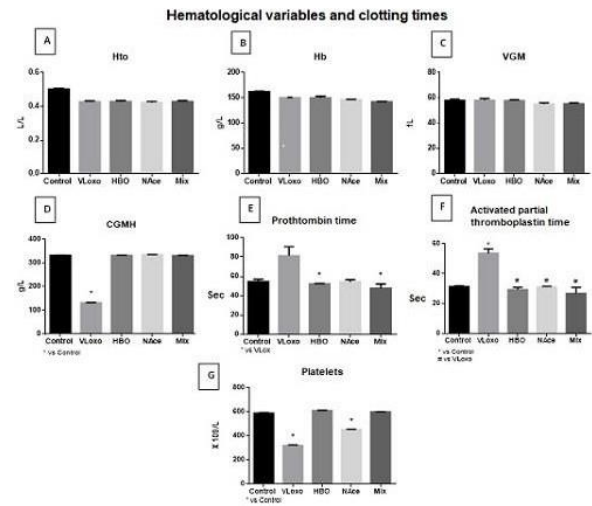 Hematological variables and clotting times
A
Hto
L/L
0.6
0.4
0.2
0.0
Control VLoxo HBO NAce Mix
B
Hb
g/L
200
150
100
50
0
Control VLoxo HBO NAce Mix
C
VGM
fL
80
60
40
20
0
Control VLoxo HBO NAce Mix
D
CGMH
g/L
400
300
200
100
0
*
Control VLoxo HBO NAce Mix
* vs Control
E
Prothtombin time
Sec
100
80
60
40
20
0
* *
Control VLoxo HBO NAce Mix
* vs VLox
F
Activated partial
thromboplastin time
Sec
60
40
20
0
* # # #
Control VLoxo HBO NAce Mix
* vs Control
# vs VLoxo
G
Platelets
X 109/L
800
600
400
200
0
* *
Control VLoxo HBO NAce Mix
* vs Control